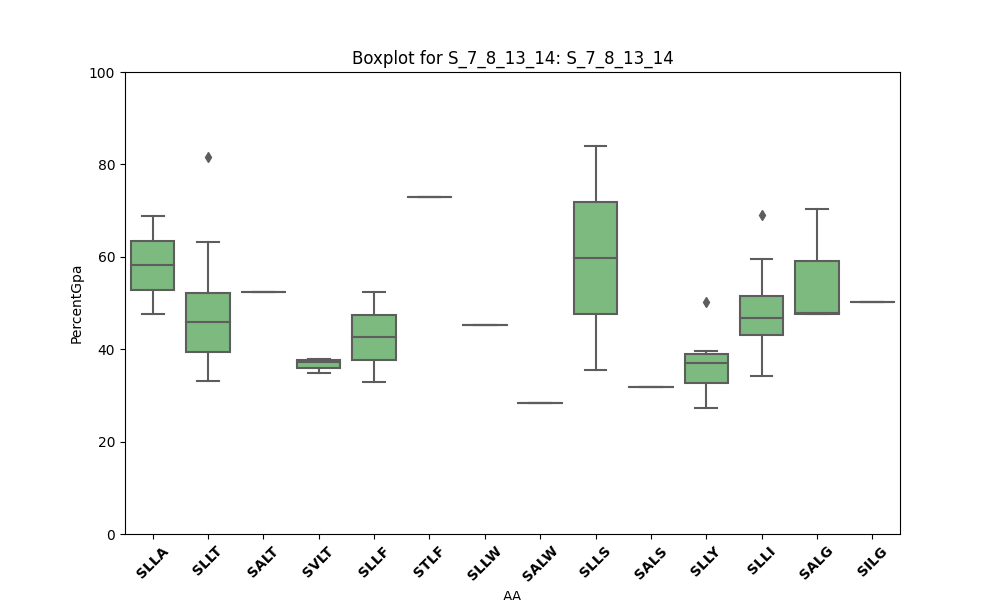 Boxplot for S_7_8_13_14: S_7_8_13_14
100
80
60
40
20
0
PercentGpa
SLLA SLLT SALT SVLT SLLF STLF SLLW SALW SLLS SALS SLLY SLLI SALG SILG
AA